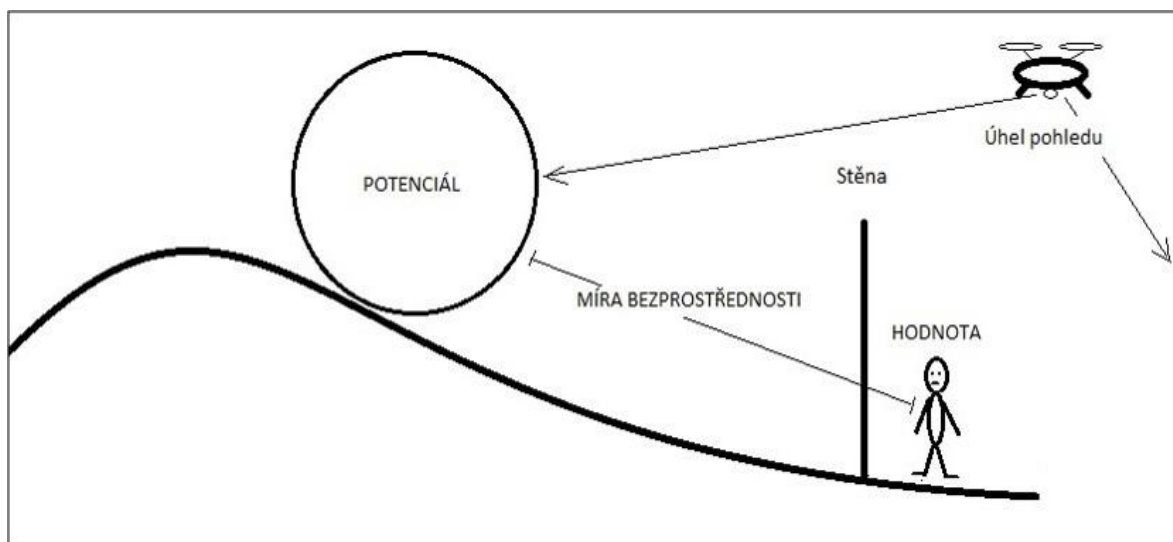 Úhel pohledu
POTENCIÁL
Stěna
MÍRA BEZPROSTŘEDNOSTI
HODNOTA